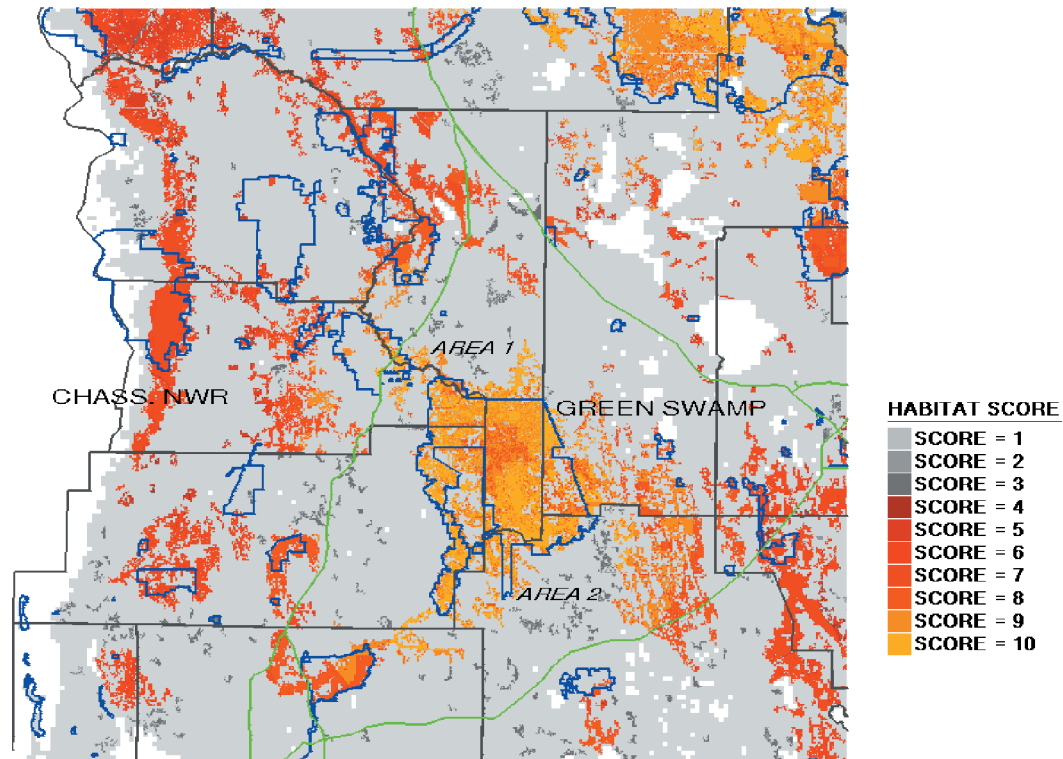 AREA 1
CHASS. NWR
GREEN SWAMP
AREA 2
HABITAT SCORE
SCORE = 1
SCORE = 2
SCORE = 3
SCORE = 4
SCORE = 5
SCORE = 6
SCORE = 7
SCORE = 8
SCORE = 9
SCORE = 10